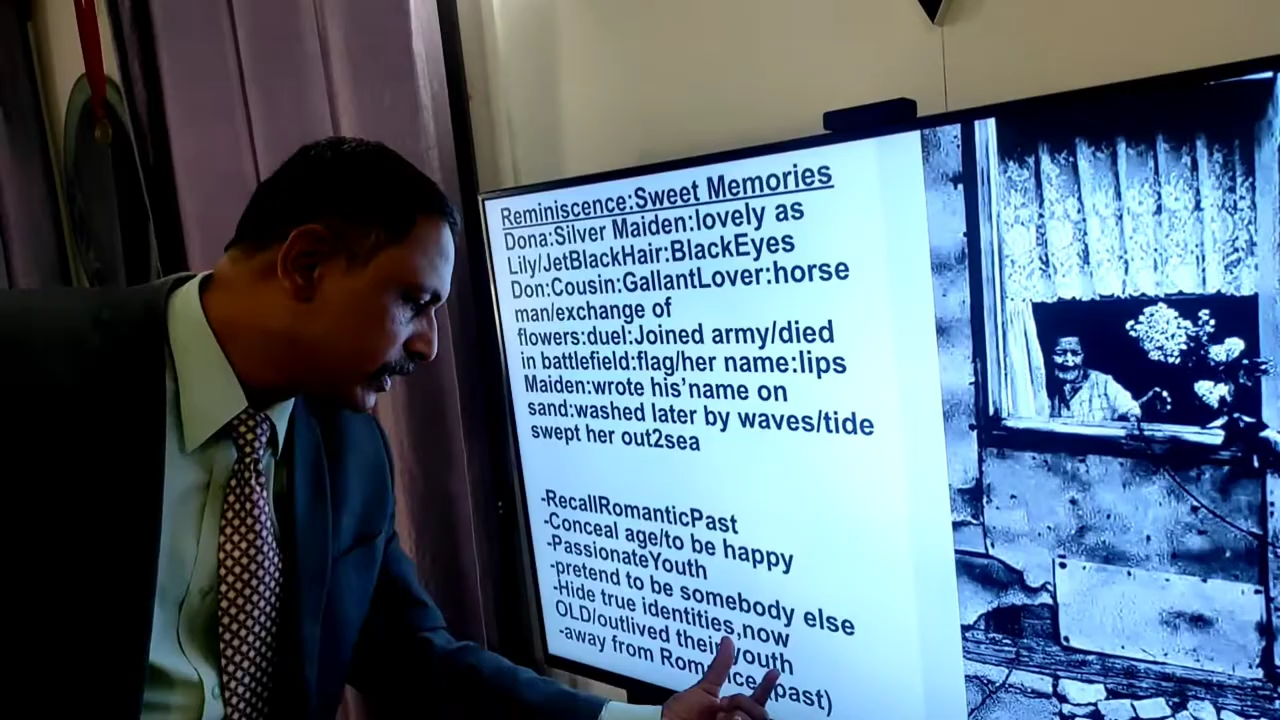 Reminiscence:Sweet Memories
Dona:Silver Maiden:lovely as
Lily/JetBlackHair:BlackEyes
Don:Cousin:GallantLover:horse
man/exchange of
flowers:duel:Joined army/died
in battlefield:flag/her name:lips
Maiden:wrote his'name on
sand:washed later by waves/tide
swept her out2sea
-RecallRomanticPast
-Conceal age/to be happy
-PassionateYouth
-pretend to be somebody else
-Hide true identities,now
OLD/outlived their youth
-away from Romance(past)